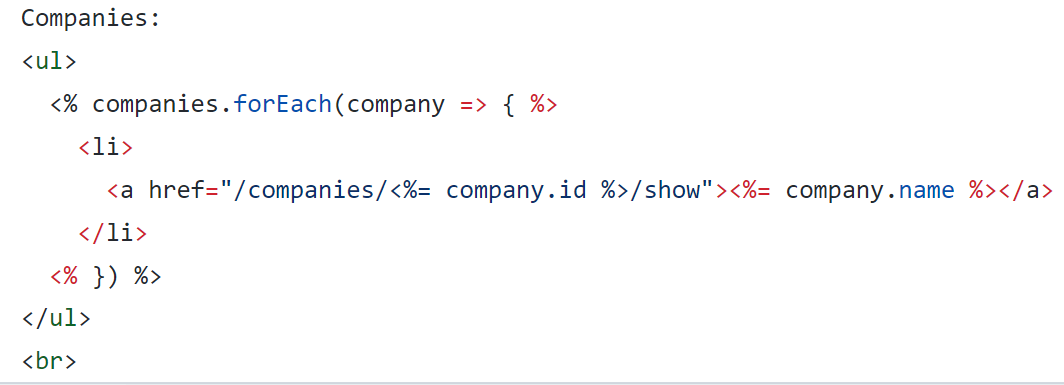 Companies:
<ul>
  <% companies.forEach(company => { %>
    <li>
      <a href="/companies/<%= company.id %>/show"><%= company.name %></a>
    </li>
  <% }) %>
</ul>
<br>